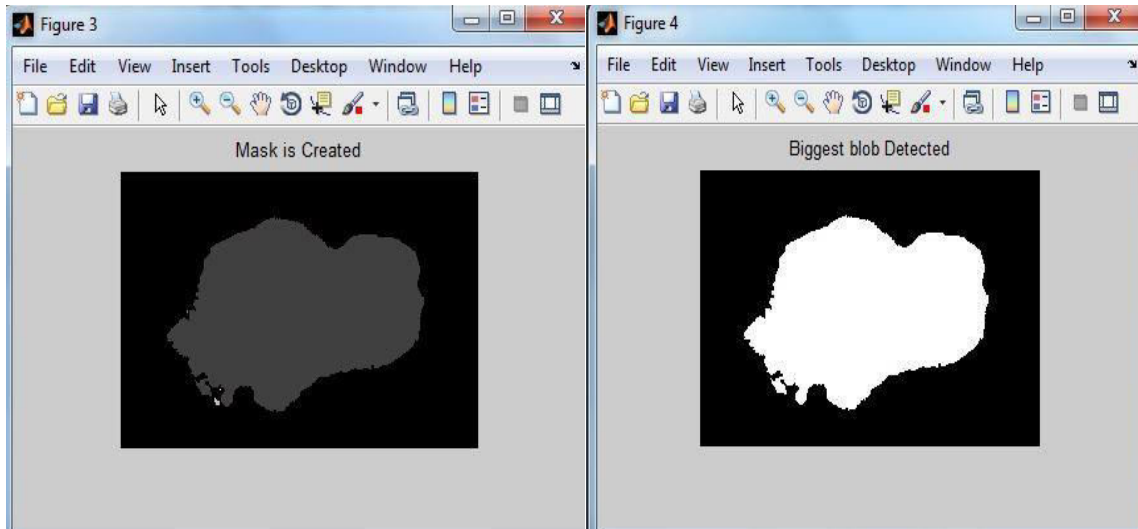 Figure 3
File Edit View Insert Tools Desktop Window Help
Mask is Created
Figure 4
File Edit View Insert Tools Desktop Window Help
Biggest blob Detected